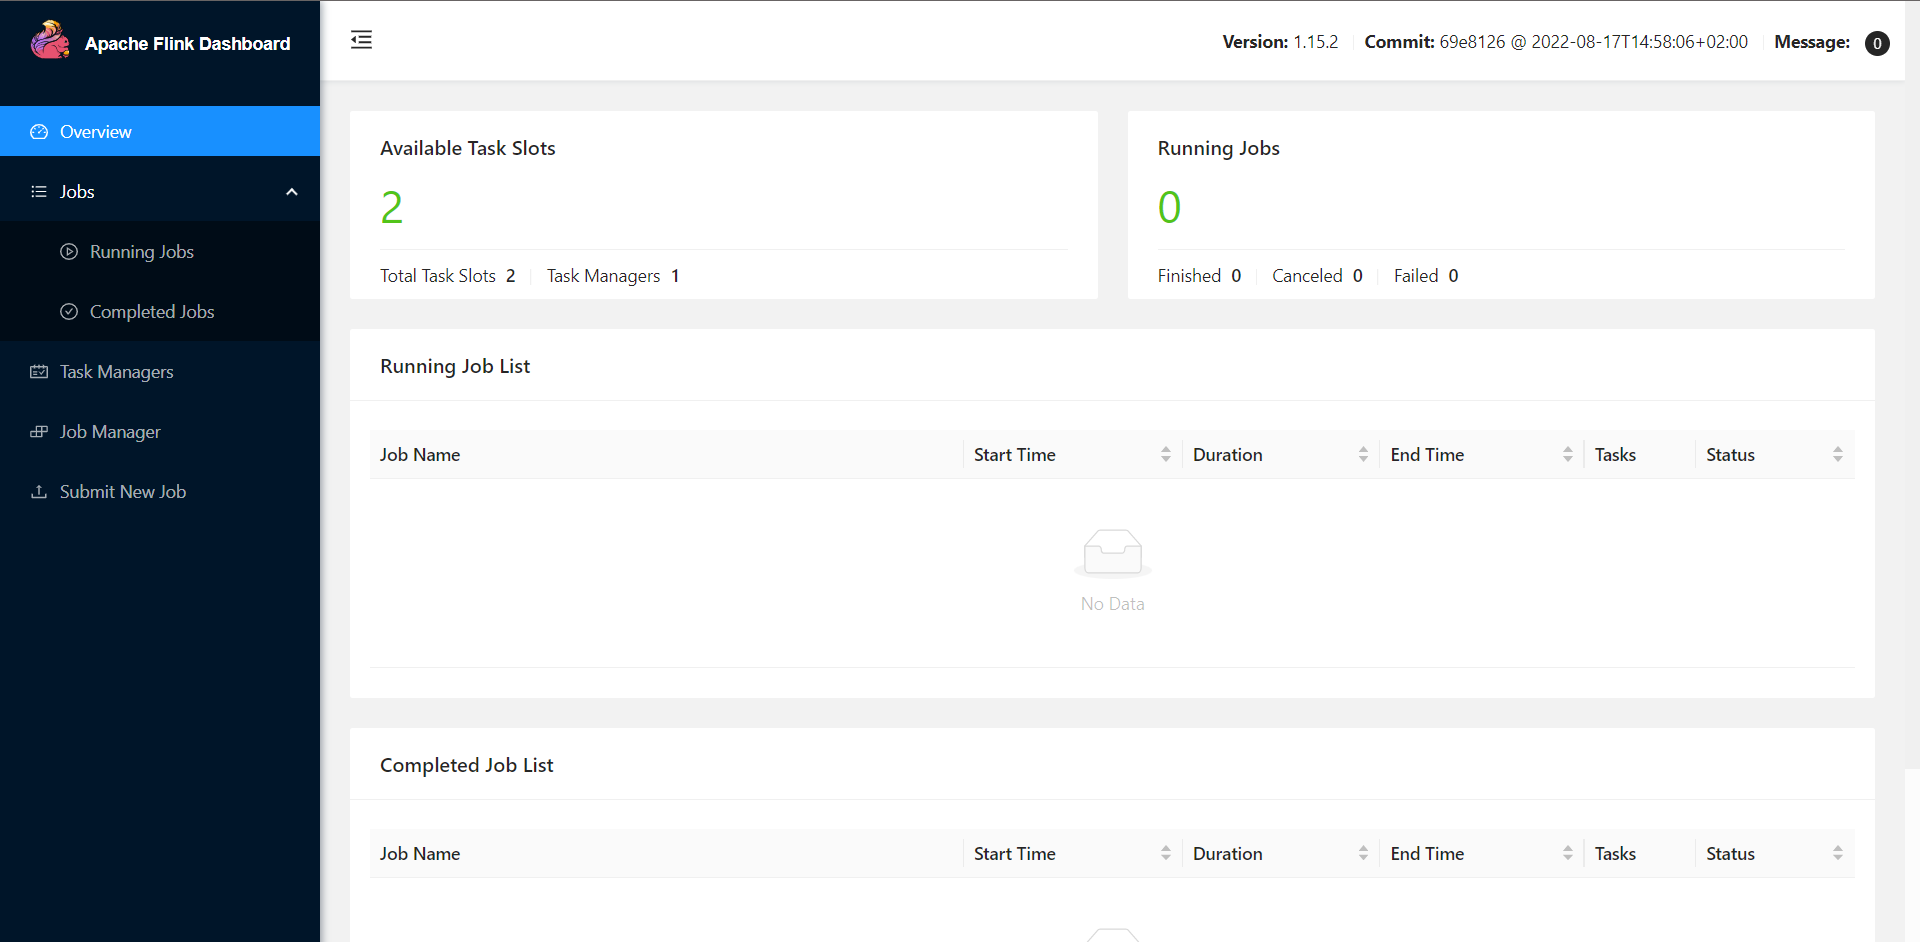 Apache Flink Dashboard
Version: 1.15.2 Commit: 69e8126 @ 2022-08-17T14:58:06+02:00 Message: 0
Overview
Jobs
Running Jobs
Completed Jobs
Task Managers
Job Manager
Submit New Job
Available Task Slots
2
Total Task Slots 2 Task Managers 1
Running Jobs
0
Finished 0 Canceled 0 Failed 0
Running Job List
Job Name Start Time Duration End Time Tasks Status
No Data
Completed Job List
Job Name Start Time Duration End Time Tasks Status